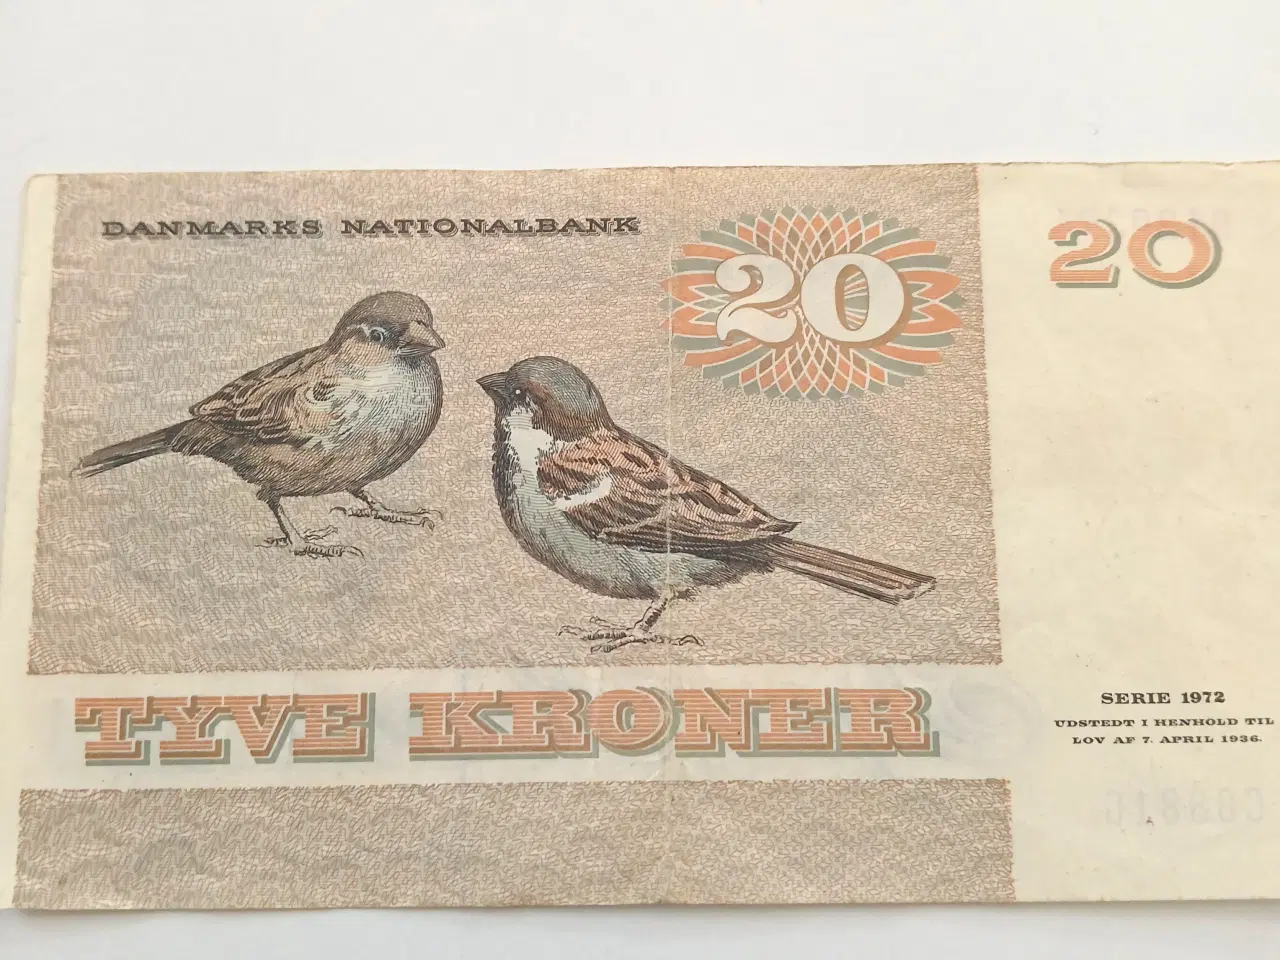 DANMARKS NATIONALBANK
20
20
TYVE KRONER
SERIE 1972
UDSTEDT I HENHOLD TIL
LOV AF 7. APRIL 1936.